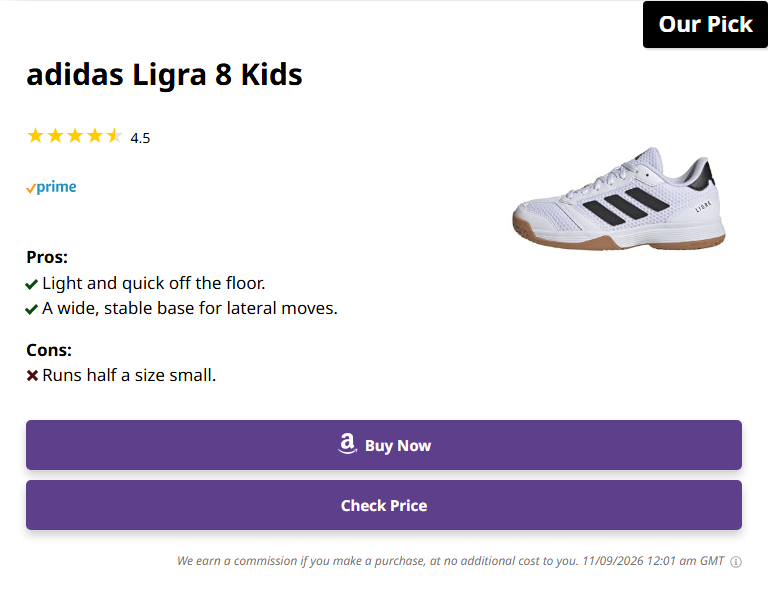 Our Pick
adidas Ligra 8 Kids
4.5
prime
Pros:
Light and quick off the floor.
A wide, stable base for lateral moves.
Cons:
Runs half a size small.
LIGRA
Buy Now
Check Price
We earn a commission if you make a purchase, at no additional cost to you. 11/09/2026 12:01 am GMT